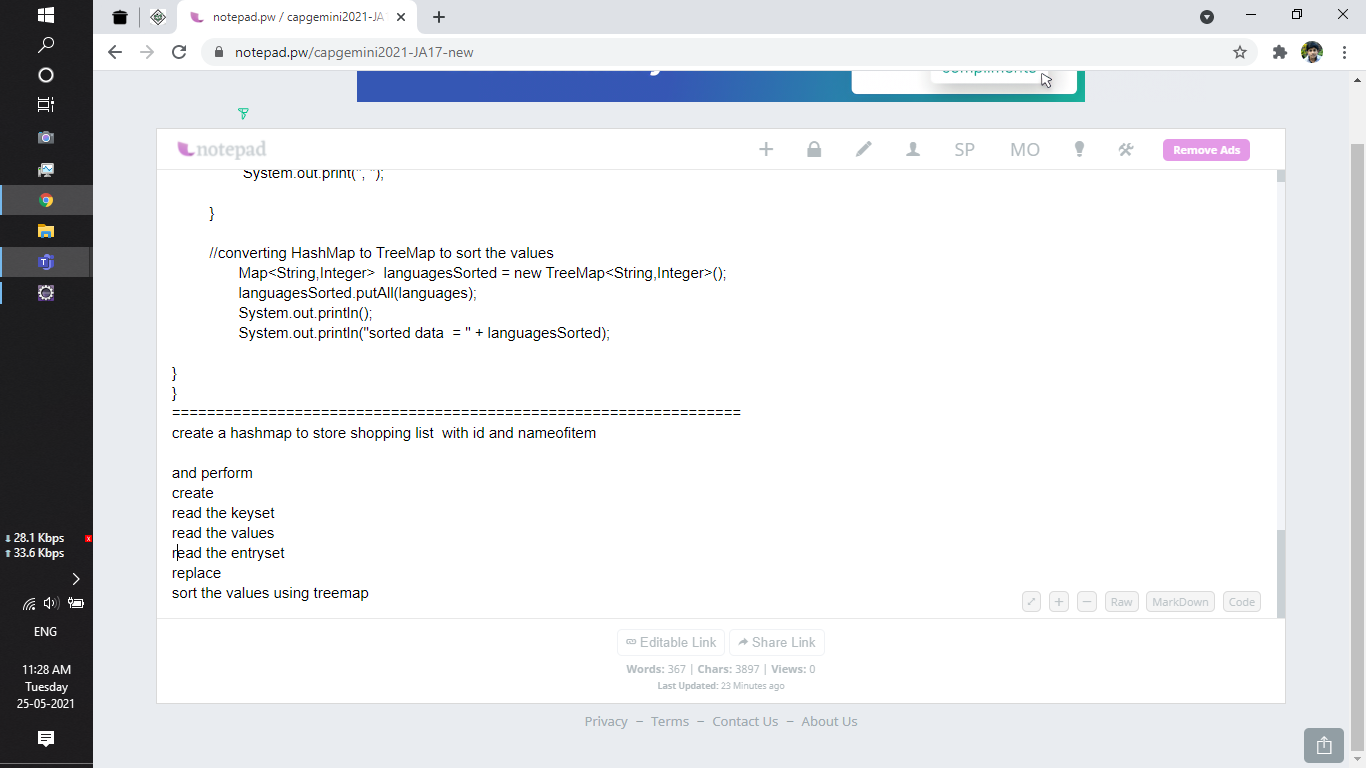 notepad.pw / capgemini2021-JA
notepad.pw/capgemini2021-JA17-new
compliments
notepad
SP
MO
Remove Ads
System.out.print(", ");
}
//converting HashMap to TreeMap to sort the values
Map<String,Integer>  languagesSorted = new TreeMap<String,Integer>();
languagesSorted.putAll(languages);
System.out.println();
System.out.println("sorted data  = " + languagesSorted);
}
}
=================================================================
create a hashmap to store shopping list  with id and nameofitem
and perform
create
read the keyset
read the values
read the entryset
replace
sort the values using treemap
Raw
MarkDown
Code
Editable Link
Share Link
Words: 367 | Chars: 3897 | Views: 0
Last Updated: 23 Minutes ago
Privacy – Terms – Contact Us – About Us
28.1 Kbps
33.6 Kbps
ENG
11:28 AM
Tuesday
25-05-2021